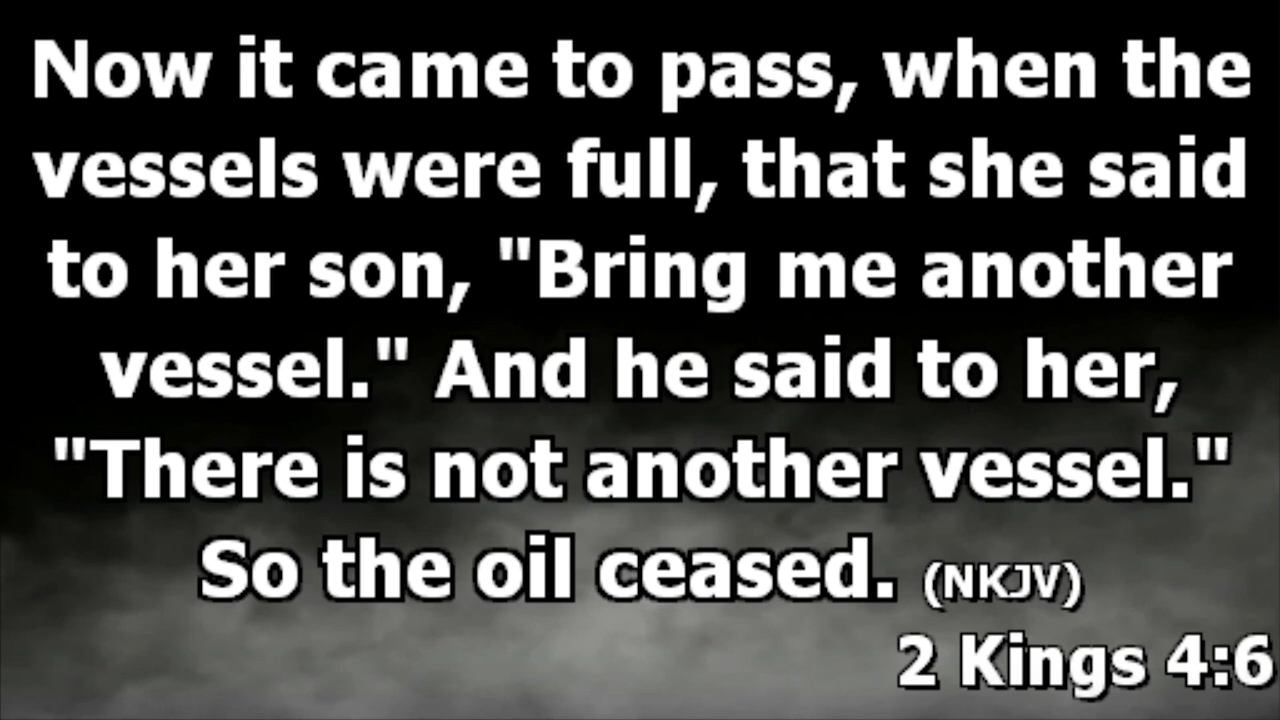 Now it came to pass, when the
vessels were full, that she said
to her son, "Bring me another
vessel." And he said to her,
"There is not another vessel."
So the oil ceased. (NKJV)
2 Kings 4:6